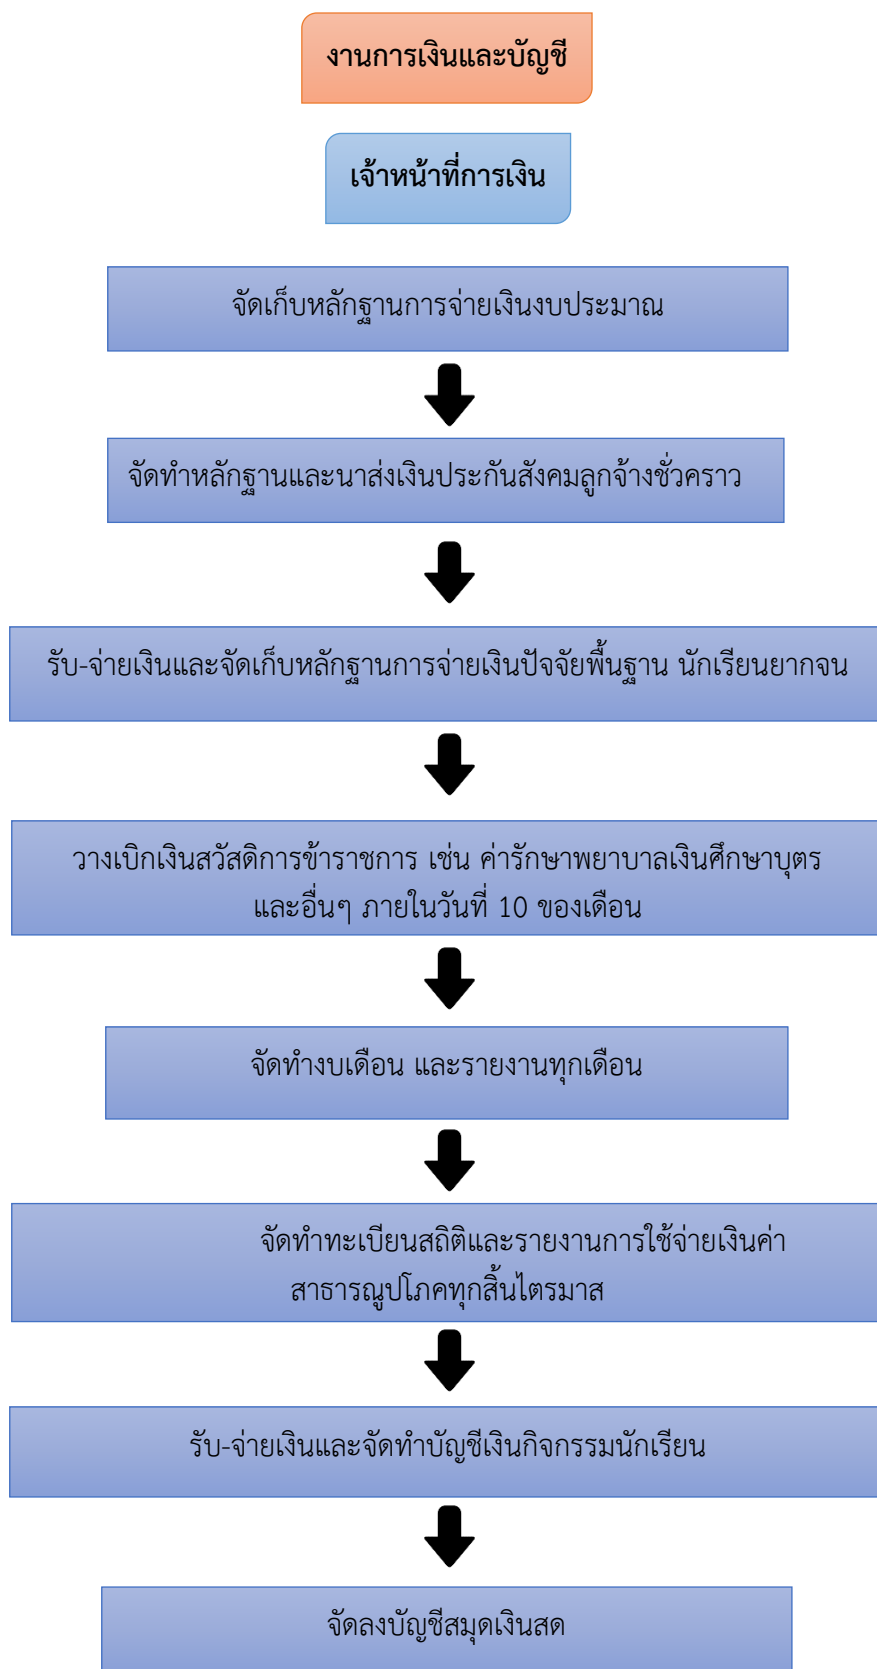 งานการเงินและบัญชี
เจ้าหน้าที่การเงิน
จัดเก็บหลักฐานการจ่ายเงินงบประมาณ
จัดทำหลักฐานและนาส่งเงินประกันสังคมลูกจ้างชั่วคราว
รับ-จ่ายเงินและจัดเก็บหลักฐานการจ่ายเงินปัจจัยพื้นฐาน นักเรียนยากจน
วางเบิกเงินสวัสดิการข้าราชการ เช่น ค่ารักษาพยาบาลเงินศึกษาบุตร
และอื่นๆ ภายในวันที่ 10 ของเดือน
จัดทำงบเดือน และรายงานทุกเดือน
จัดทำทะเบียนสถิติและรายงานการใช้จ่ายเงินค่า
สาธารณูปโภคทุกสิ้นไตรมาส
รับ-จ่ายเงินและจัดทำบัญชีเงินกิจกรรมนักเรียน
จัดลงบัญชีสมุดเงินสด